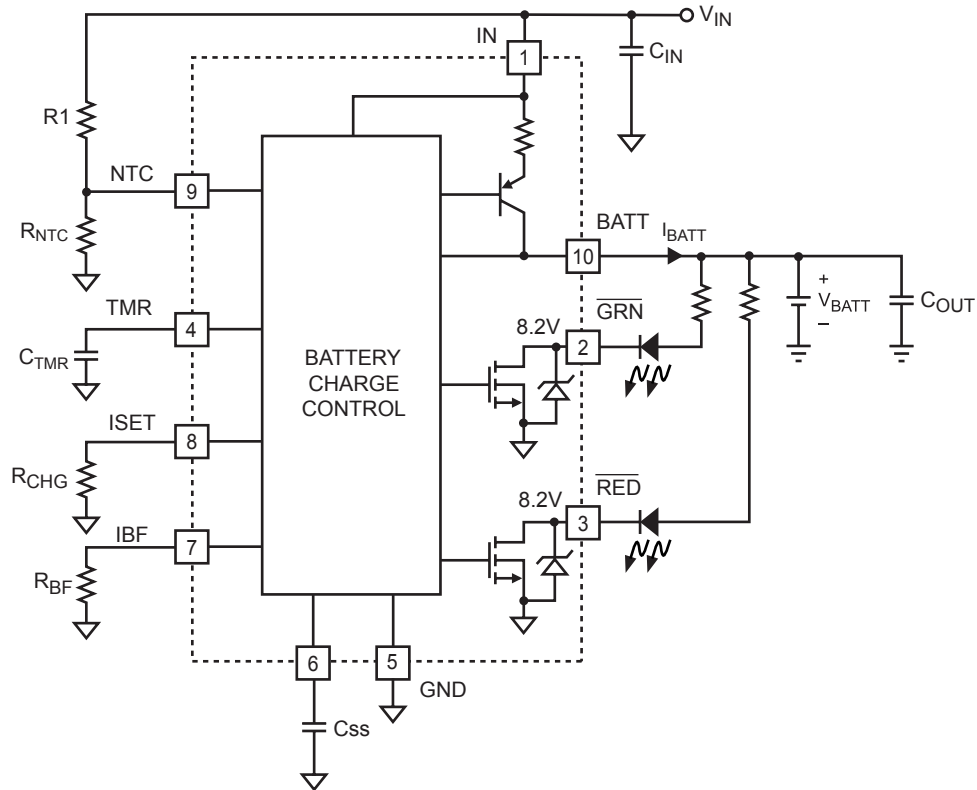 V_IN
IN
1
C_IN
R1
NTC
9
R_NTC
BATT
I_BATT
10
TMR
4
C_TMR
8.2V
GRN
2
+
V_BATT
–
C_OUT
BATTERY
CHARGE
CONTROL
ISET
8
R_CHG
8.2V
RED
3
IBF
7
R_BF
6
5
GND
Css